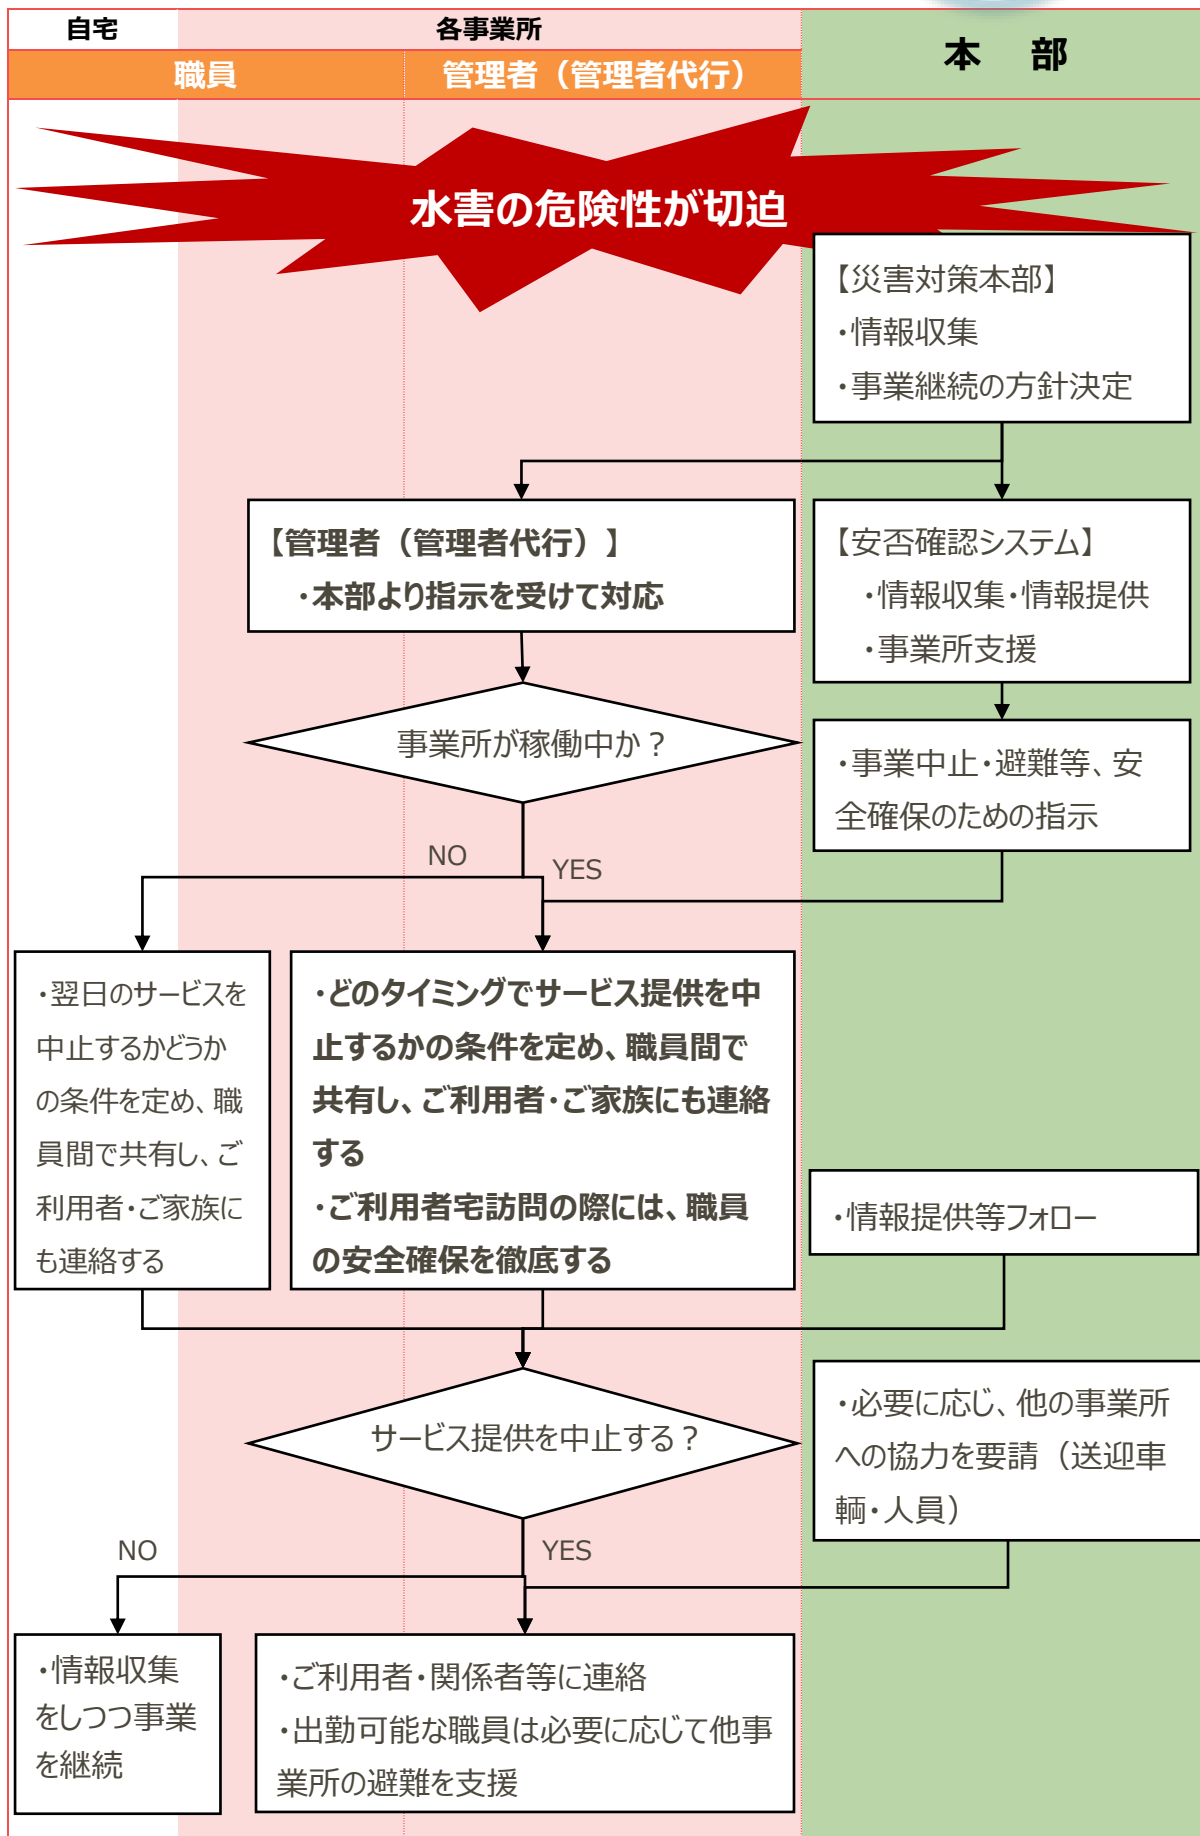 自宅
各事業所
本 部
職員
管理者（管理者代行）
水害の危険性が切迫
【災害対策本部】
・情報収集
・事業継続の方針決定
【管理者（管理者代行）】
・本部より指示を受けて対応
【安否確認システム】
・情報収集・情報提供
・事業所支援
事業所が稼働中か？
・事業中止・避難等、安
全確保のための指示
NO
YES
・翌日のサービスを
中止するかどうか
の条件を定め、職
員間で共有し、ご
利用者・ご家族に
も連絡する
・どのタイミングでサービス提供を中
止するかの条件を定め、職員間で
共有し、ご利用者・ご家族にも連絡
する
・ご利用者宅訪問の際には、職員
の安全確保を徹底する
・情報提供等フォロー
サービス提供を中止する？
・必要に応じ、他の事業所
への協力を要請（送迎車
輌・人員）
NO
YES
・情報収集
をしつつ事業
を継続
・ご利用者・関係者等に連絡
・出勤可能な職員は必要に応じて他事
業所の避難を支援